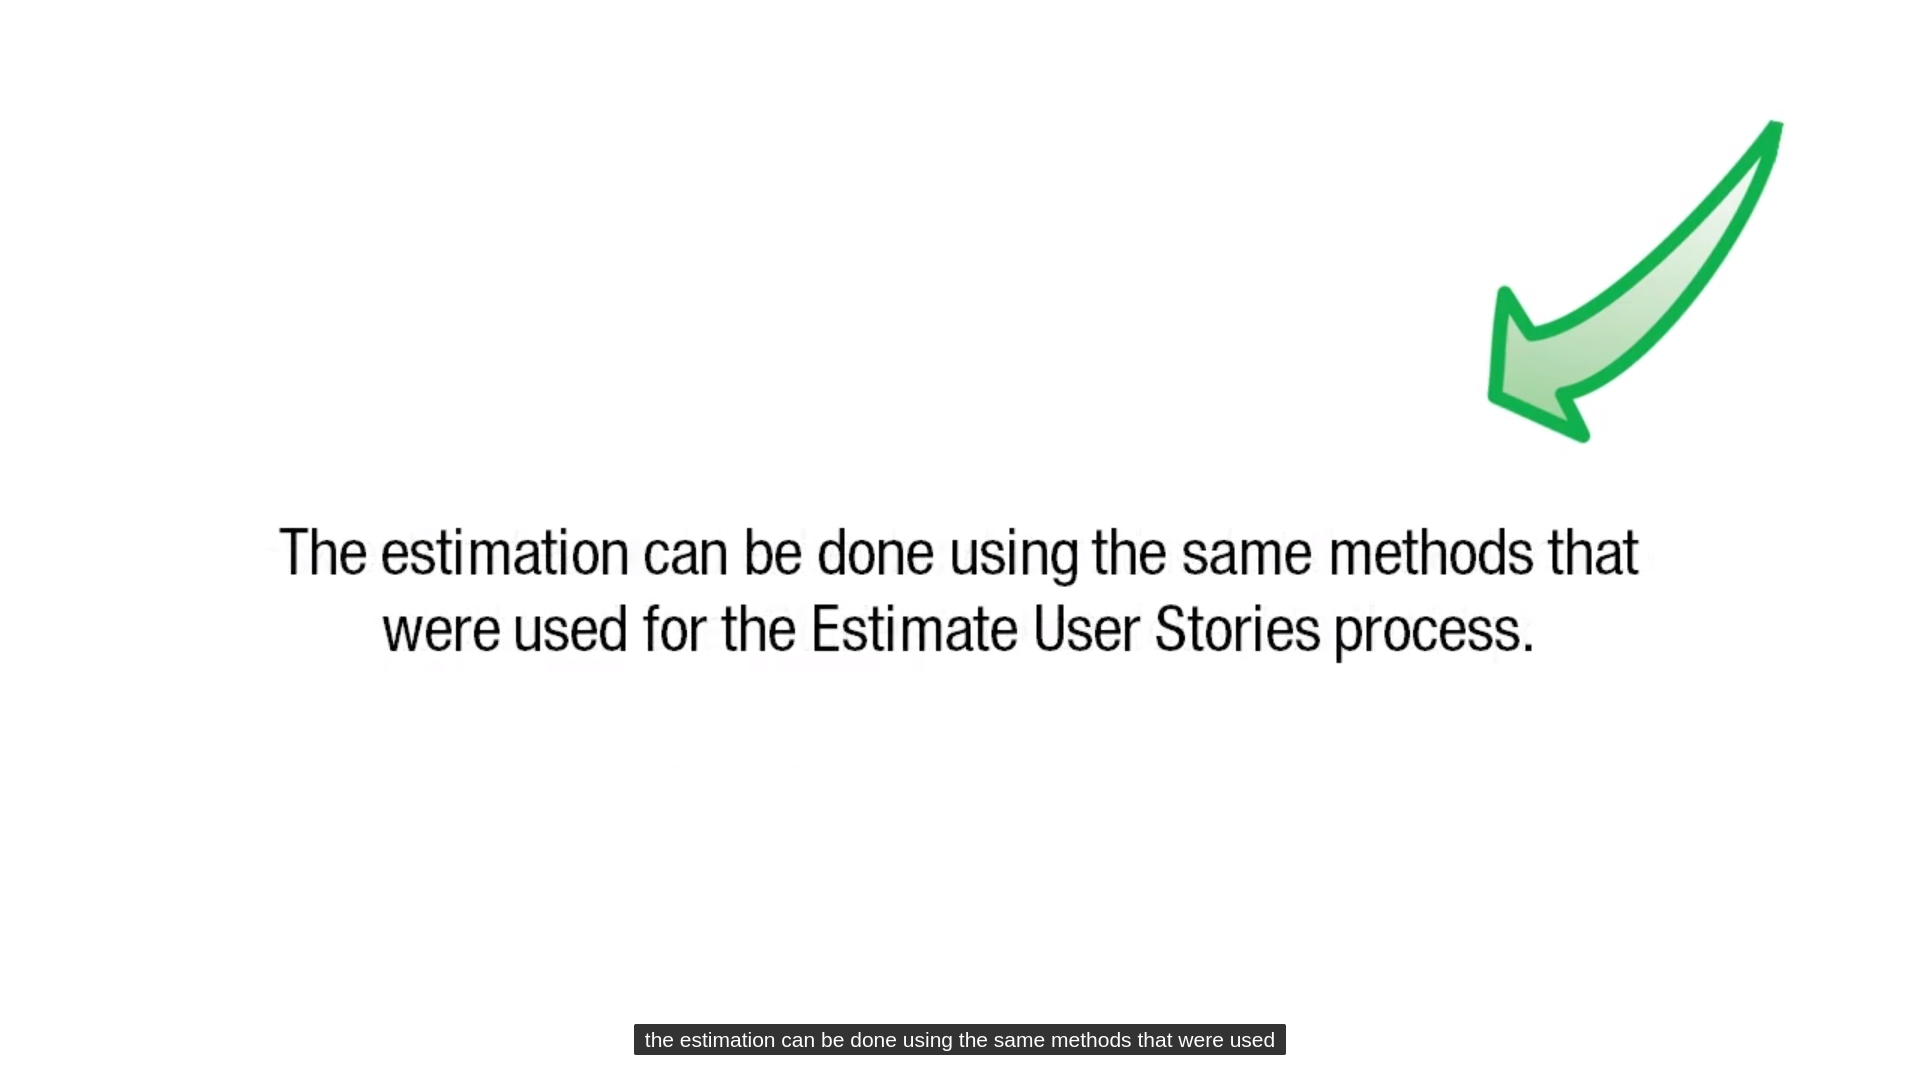 The estimation can be done using the same methods that
were used for the Estimate User Stories process.
the estimation can be done using the same methods that were used